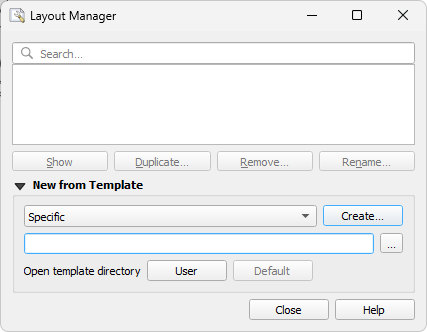 Layout Manager
Search...
Show Duplicate... Remove... Rename...
New from Template
Specific Create...
...
Open template directory User Default
Close Help